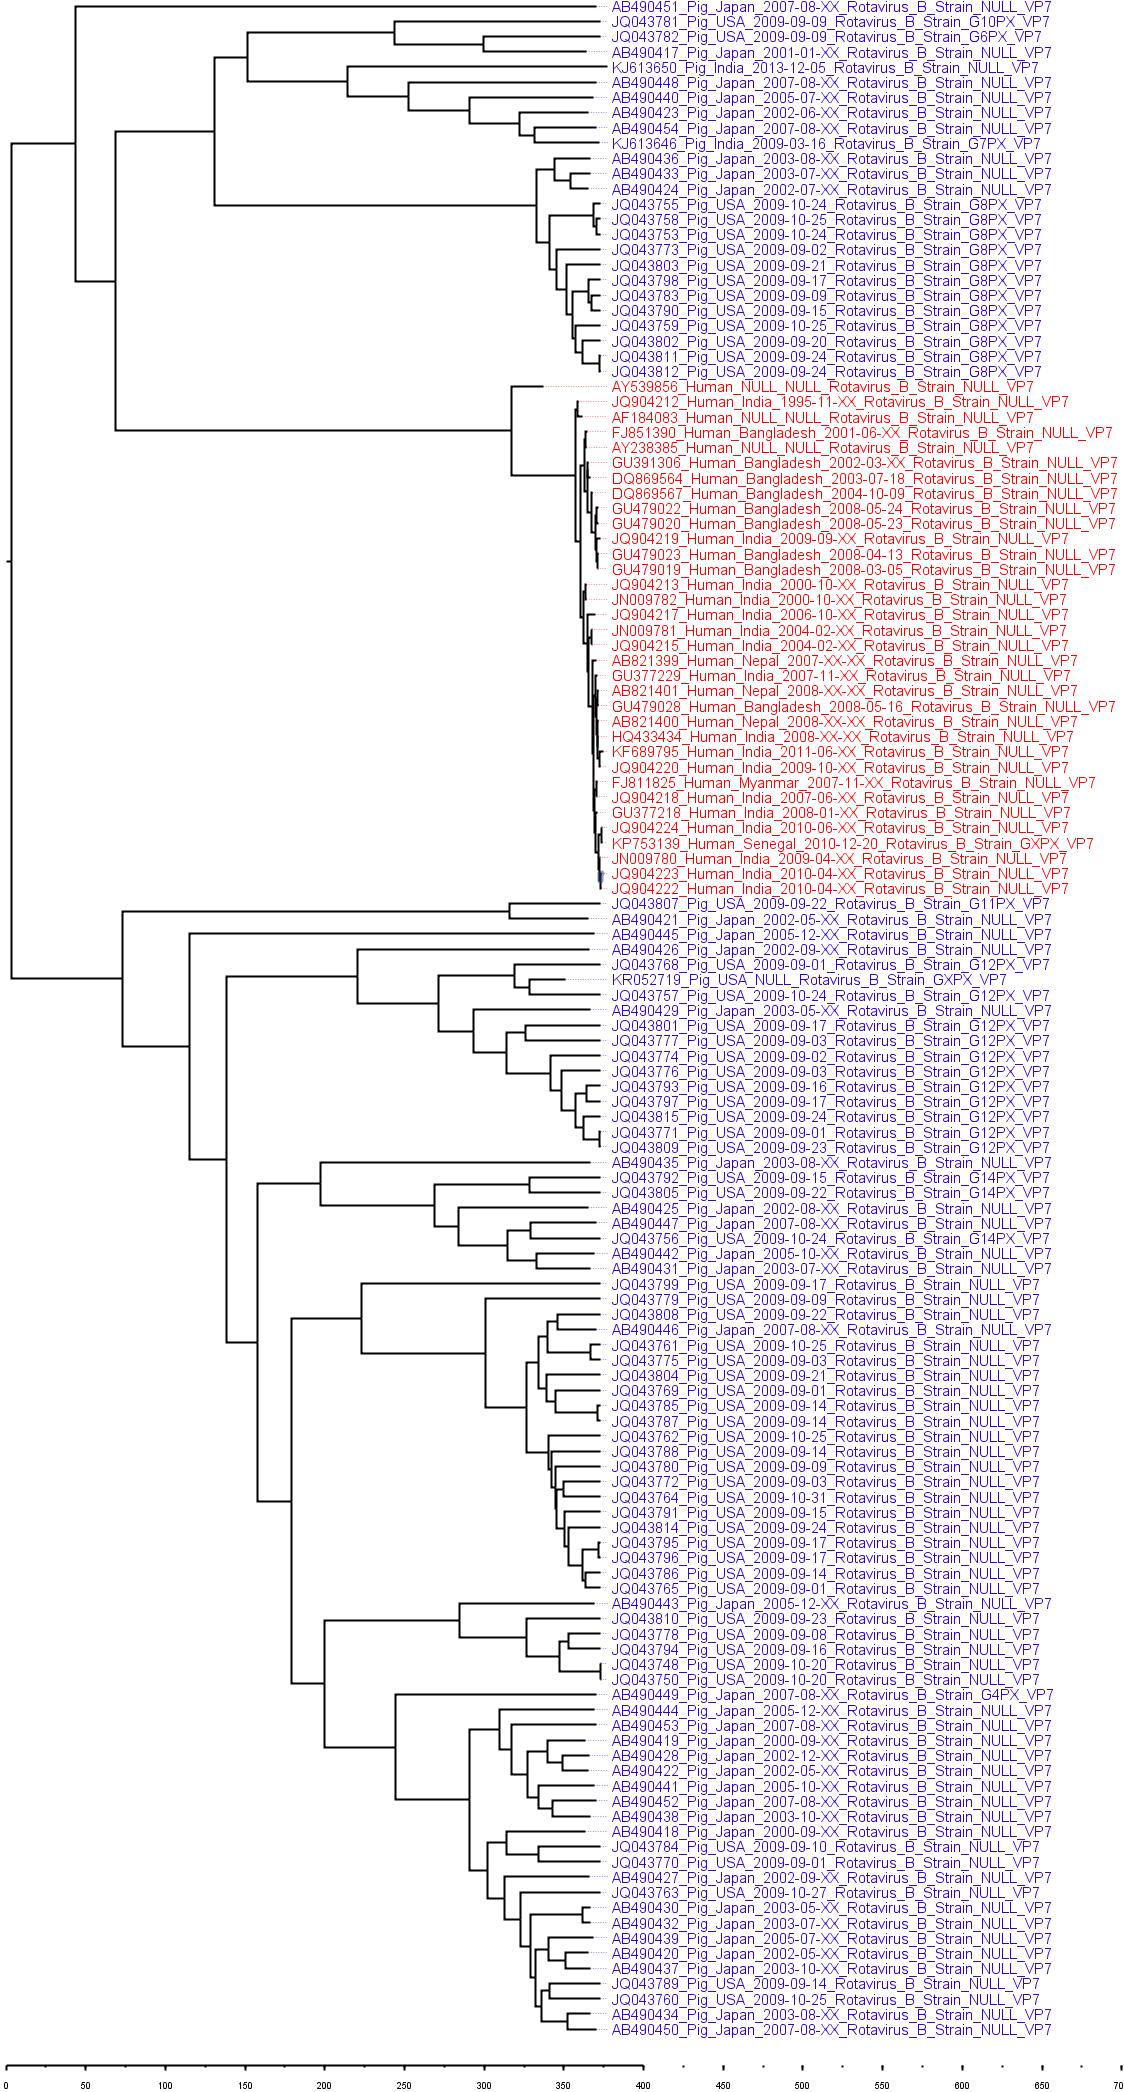 AB490451_Pig_Japan_2007-08-XX_Rotavirus_B_Strain_NULL_VP7
JQ043781_Pig_USA_2009-09-09_Rotavirus_B_Strain_G10PX_VP7
JQ043782_Pig_USA_2009-09-09_Rotavirus_B_Strain_G6PX_VP7
AB490417_Pig_Japan_2001-01-XX_Rotavirus_B_Strain_NULL_VP7
KJ613650_Pig_India_2013-12-05_Rotavirus_B_Strain_NULL_VP7
AB490448_Pig_Japan_2007-08-XX_Rotavirus_B_Strain_NULL_VP7
AB490440_Pig_Japan_2005-07-XX_Rotavirus_B_Strain_NULL_VP7
AB490423_Pig_Japan_2002-06-XX_Rotavirus_B_Strain_NULL_VP7
AB490454_Pig_Japan_2007-08-XX_Rotavirus_B_Strain_NULL_VP7
KJ613646_Pig_India_2009-03-16_Rotavirus_B_Strain_G7PX_VP7
AB490436_Pig_Japan_2003-08-XX_Rotavirus_B_Strain_NULL_VP7
AB490433_Pig_Japan_2003-07-XX_Rotavirus_B_Strain_NULL_VP7
AB490424_Pig_Japan_2002-07-XX_Rotavirus_B_Strain_NULL_VP7
JQ043755_Pig_USA_2009-10-24_Rotavirus_B_Strain_G8PX_VP7
JQ043758_Pig_USA_2009-10-25_Rotavirus_B_Strain_G8PX_VP7
JQ043753_Pig_USA_2009-10-24_Rotavirus_B_Strain_G8PX_VP7
JQ043773_Pig_USA_2009-09-02_Rotavirus_B_Strain_G8PX_VP7
JQ043803_Pig_USA_2009-09-21_Rotavirus_B_Strain_G8PX_VP7
JQ043798_Pig_USA_2009-09-17_Rotavirus_B_Strain_G8PX_VP7
JQ043783_Pig_USA_2009-09-09_Rotavirus_B_Strain_G8PX_VP7
JQ043790_Pig_USA_2009-09-15_Rotavirus_B_Strain_G8PX_VP7
JQ043759_Pig_USA_2009-10-25_Rotavirus_B_Strain_G8PX_VP7
JQ043802_Pig_USA_2009-09-20_Rotavirus_B_Strain_G8PX_VP7
JQ043811_Pig_USA_2009-09-24_Rotavirus_B_Strain_G8PX_VP7
JQ043812_Pig_USA_2009-09-24_Rotavirus_B_Strain_G8PX_VP7
AY539856_Human_NULL_NULL_Rotavirus_B_Strain_NULL_VP7
JQ904212_Human_India_1995-11-XX_Rotavirus_B_Strain_NULL_VP7
AF184083_Human_NULL_NULL_Rotavirus_B_Strain_NULL_VP7
FJ851390_Human_Bangladesh_2001-06-XX_Rotavirus_B_Strain_NULL_VP7
AY238385_Human_NULL_NULL_Rotavirus_B_Strain_NULL_VP7
GU391306_Human_Bangladesh_2002-03-XX_Rotavirus_B_Strain_NULL_VP7
DQ869564_Human_Bangladesh_2003-07-18_Rotavirus_B_Strain_NULL_VP7
DQ869567_Human_Bangladesh_2004-10-09_Rotavirus_B_Strain_NULL_VP7
GU479022_Human_Bangladesh_2008-05-24_Rotavirus_B_Strain_NULL_VP7
GU479020_Human_Bangladesh_2008-05-23_Rotavirus_B_Strain_NULL_VP7
JQ904219_Human_India_2009-09-XX_Rotavirus_B_Strain_NULL_VP7
GU479023_Human_Bangladesh_2008-04-13_Rotavirus_B_Strain_NULL_VP7
GU479019_Human_Bangladesh_2008-03-05_Rotavirus_B_Strain_NULL_VP7
JQ904213_Human_India_2000-10-XX_Rotavirus_B_Strain_NULL_VP7
JN009782_Human_India_2000-10-XX_Rotavirus_B_Strain_NULL_VP7
JQ904217_Human_India_2006-10-XX_Rotavirus_B_Strain_NULL_VP7
JN009781_Human_India_2004-02-XX_Rotavirus_B_Strain_NULL_VP7
JQ904215_Human_India_2004-02-XX_Rotavirus_B_Strain_NULL_VP7
AB821399_Human_Nepal_2007-XX-XX_Rotavirus_B_Strain_NULL_VP7
GU377229_Human_India_2007-11-XX_Rotavirus_B_Strain_NULL_VP7
AB821401_Human_Nepal_2008-XX-XX_Rotavirus_B_Strain_NULL_VP7
GU479028_Human_Bangladesh_2008-05-16_Rotavirus_B_Strain_NULL_VP7
AB821400_Human_Nepal_2008-XX-XX_Rotavirus_B_Strain_NULL_VP7
HQ433434_Human_India_2008-XX-XX_Rotavirus_B_Strain_NULL_VP7
KF689795_Human_India_2011-06-XX_Rotavirus_B_Strain_NULL_VP7
JQ904220_Human_India_2009-10-XX_Rotavirus_B_Strain_NULL_VP7
FJ811825_Human_Myanmar_2007-11-XX_Rotavirus_B_Strain_NULL_VP7
JQ904218_Human_India_2007-06-XX_Rotavirus_B_Strain_NULL_VP7
GU377218_Human_India_2008-01-XX_Rotavirus_B_Strain_NULL_VP7
JQ904224_Human_India_2010-06-XX_Rotavirus_B_Strain_NULL_VP7
KP753139_Human_Senegal_2010-12-20_Rotavirus_B_Strain_GXPX_VP7
JN009780_Human_India_2009-04-XX_Rotavirus_B_Strain_NULL_VP7
JQ904223_Human_India_2010-04-XX_Rotavirus_B_Strain_NULL_VP7
JQ904222_Human_India_2010-04-XX_Rotavirus_B_Strain_NULL_VP7
JQ043807_Pig_USA_2009-09-22_Rotavirus_B_Strain_G11PX_VP7
AB490421_Pig_Japan_2002-05-XX_Rotavirus_B_Strain_NULL_VP7
AB490445_Pig_Japan_2005-12-XX_Rotavirus_B_Strain_NULL_VP7
AB490426_Pig_Japan_2002-09-XX_Rotavirus_B_Strain_NULL_VP7
JQ043768_Pig_USA_2009-09-01_Rotavirus_B_Strain_G12PX_VP7
KR052719_Pig_USA_NULL_Rotavirus_B_Strain_GXPX_VP7
JQ043757_Pig_USA_2009-10-24_Rotavirus_B_Strain_G12PX_VP7
AB490429_Pig_Japan_2003-05-XX_Rotavirus_B_Strain_NULL_VP7
JQ043801_Pig_USA_2009-09-17_Rotavirus_B_Strain_G12PX_VP7
JQ043777_Pig_USA_2009-09-03_Rotavirus_B_Strain_G12PX_VP7
JQ043774_Pig_USA_2009-09-02_Rotavirus_B_Strain_G12PX_VP7
JQ043776_Pig_USA_2009-09-03_Rotavirus_B_Strain_G12PX_VP7
JQ043793_Pig_USA_2009-09-16_Rotavirus_B_Strain_G12PX_VP7
JQ043797_Pig_USA_2009-09-17_Rotavirus_B_Strain_G12PX_VP7
JQ043815_Pig_USA_2009-09-24_Rotavirus_B_Strain_G12PX_VP7
JQ043771_Pig_USA_2009-09-01_Rotavirus_B_Strain_G12PX_VP7
JQ043809_Pig_USA_2009-09-23_Rotavirus_B_Strain_G12PX_VP7
AB490435_Pig_Japan_2003-08-XX_Rotavirus_B_Strain_NULL_VP7
JQ043792_Pig_USA_2009-09-15_Rotavirus_B_Strain_G14PX_VP7
JQ043805_Pig_USA_2009-09-22_Rotavirus_B_Strain_G14PX_VP7
AB490425_Pig_Japan_2002-08-XX_Rotavirus_B_Strain_NULL_VP7
AB490447_Pig_Japan_2007-08-XX_Rotavirus_B_Strain_NULL_VP7
JQ043756_Pig_USA_2009-10-24_Rotavirus_B_Strain_G14PX_VP7
AB490442_Pig_Japan_2005-10-XX_Rotavirus_B_Strain_NULL_VP7
AB490431_Pig_Japan_2003-07-XX_Rotavirus_B_Strain_NULL_VP7
JQ043799_Pig_USA_2009-09-17_Rotavirus_B_Strain_NULL_VP7
JQ043779_Pig_USA_2009-09-09_Rotavirus_B_Strain_NULL_VP7
JQ043808_Pig_USA_2009-09-22_Rotavirus_B_Strain_NULL_VP7
AB490446_Pig_Japan_2007-08-XX_Rotavirus_B_Strain_NULL_VP7
JQ043761_Pig_USA_2009-10-25_Rotavirus_B_Strain_NULL_VP7
JQ043775_Pig_USA_2009-09-03_Rotavirus_B_Strain_NULL_VP7
JQ043804_Pig_USA_2009-09-21_Rotavirus_B_Strain_NULL_VP7
JQ043769_Pig_USA_2009-09-01_Rotavirus_B_Strain_NULL_VP7
JQ043785_Pig_USA_2009-09-14_Rotavirus_B_Strain_NULL_VP7
JQ043787_Pig_USA_2009-09-14_Rotavirus_B_Strain_NULL_VP7
JQ043762_Pig_USA_2009-10-25_Rotavirus_B_Strain_NULL_VP7
JQ043788_Pig_USA_2009-09-14_Rotavirus_B_Strain_NULL_VP7
JQ043780_Pig_USA_2009-09-09_Rotavirus_B_Strain_NULL_VP7
JQ043772_Pig_USA_2009-09-03_Rotavirus_B_Strain_NULL_VP7
JQ043764_Pig_USA_2009-10-31_Rotavirus_B_Strain_NULL_VP7
JQ043791_Pig_USA_2009-09-15_Rotavirus_B_Strain_NULL_VP7
JQ043814_Pig_USA_2009-09-24_Rotavirus_B_Strain_NULL_VP7
JQ043795_Pig_USA_2009-09-17_Rotavirus_B_Strain_NULL_VP7
JQ043796_Pig_USA_2009-09-17_Rotavirus_B_Strain_NULL_VP7
JQ043786_Pig_USA_2009-09-14_Rotavirus_B_Strain_NULL_VP7
JQ043765_Pig_USA_2009-09-01_Rotavirus_B_Strain_NULL_VP7
AB490443_Pig_Japan_2005-12-XX_Rotavirus_B_Strain_NULL_VP7
JQ043810_Pig_USA_2009-09-23_Rotavirus_B_Strain_NULL_VP7
JQ043778_Pig_USA_2009-09-08_Rotavirus_B_Strain_NULL_VP7
JQ043794_Pig_USA_2009-09-16_Rotavirus_B_Strain_NULL_VP7
JQ043748_Pig_USA_2009-10-20_Rotavirus_B_Strain_NULL_VP7
JQ043750_Pig_USA_2009-10-20_Rotavirus_B_Strain_NULL_VP7
AB490449_Pig_Japan_2007-08-XX_Rotavirus_B_Strain_G4PX_VP7
AB490444_Pig_Japan_2005-12-XX_Rotavirus_B_Strain_NULL_VP7
AB490453_Pig_Japan_2007-08-XX_Rotavirus_B_Strain_NULL_VP7
AB490419_Pig_Japan_2000-09-XX_Rotavirus_B_Strain_NULL_VP7
AB490428_Pig_Japan_2002-12-XX_Rotavirus_B_Strain_NULL_VP7
AB490422_Pig_Japan_2002-05-XX_Rotavirus_B_Strain_NULL_VP7
AB490441_Pig_Japan_2005-10-XX_Rotavirus_B_Strain_NULL_VP7
AB490452_Pig_Japan_2007-08-XX_Rotavirus_B_Strain_NULL_VP7
AB490438_Pig_Japan_2003-10-XX_Rotavirus_B_Strain_NULL_VP7
AB490418_Pig_Japan_2000-09-XX_Rotavirus_B_Strain_NULL_VP7
JQ043784_Pig_USA_2009-09-10_Rotavirus_B_Strain_NULL_VP7
JQ043770_Pig_USA_2009-09-01_Rotavirus_B_Strain_NULL_VP7
AB490427_Pig_Japan_2002-09-XX_Rotavirus_B_Strain_NULL_VP7
JQ043763_Pig_USA_2009-10-27_Rotavirus_B_Strain_NULL_VP7
AB490430_Pig_Japan_2003-05-XX_Rotavirus_B_Strain_NULL_VP7
AB490432_Pig_Japan_2003-07-XX_Rotavirus_B_Strain_NULL_VP7
AB490439_Pig_Japan_2005-07-XX_Rotavirus_B_Strain_NULL_VP7
AB490420_Pig_Japan_2002-05-XX_Rotavirus_B_Strain_NULL_VP7
AB490437_Pig_Japan_2003-10-XX_Rotavirus_B_Strain_NULL_VP7
JQ043789_Pig_USA_2009-09-14_Rotavirus_B_Strain_NULL_VP7
JQ043760_Pig_USA_2009-10-25_Rotavirus_B_Strain_NULL_VP7
AB490434_Pig_Japan_2003-08-XX_Rotavirus_B_Strain_NULL_VP7
AB490450_Pig_Japan_2007-08-XX_Rotavirus_B_Strain_NULL_VP7
0 50 100 150 200 250 300 350 400 450 500 550 600 650 70